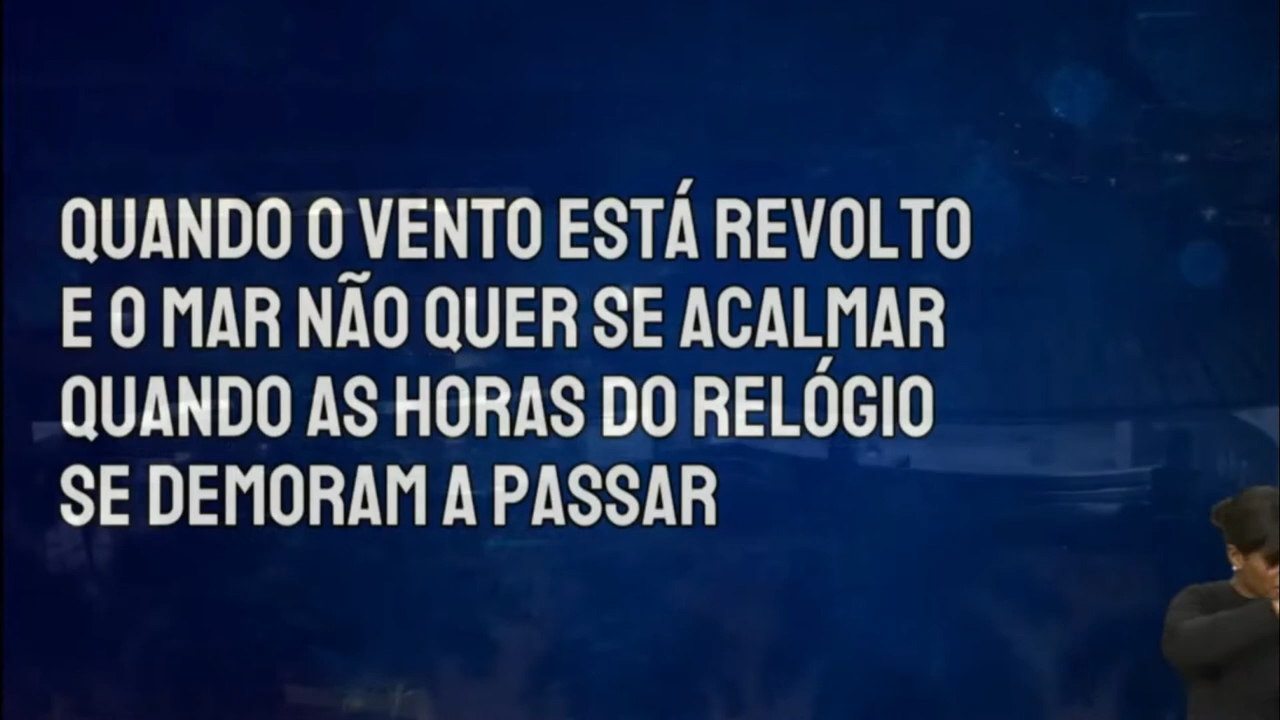 QUANDO O VENTO ESTÁ REVOLTO
E O MAR NÃO QUER SE ACALMAR
QUANDO AS HORAS DO RELÓGIO
SE DEMORAM A PASSAR